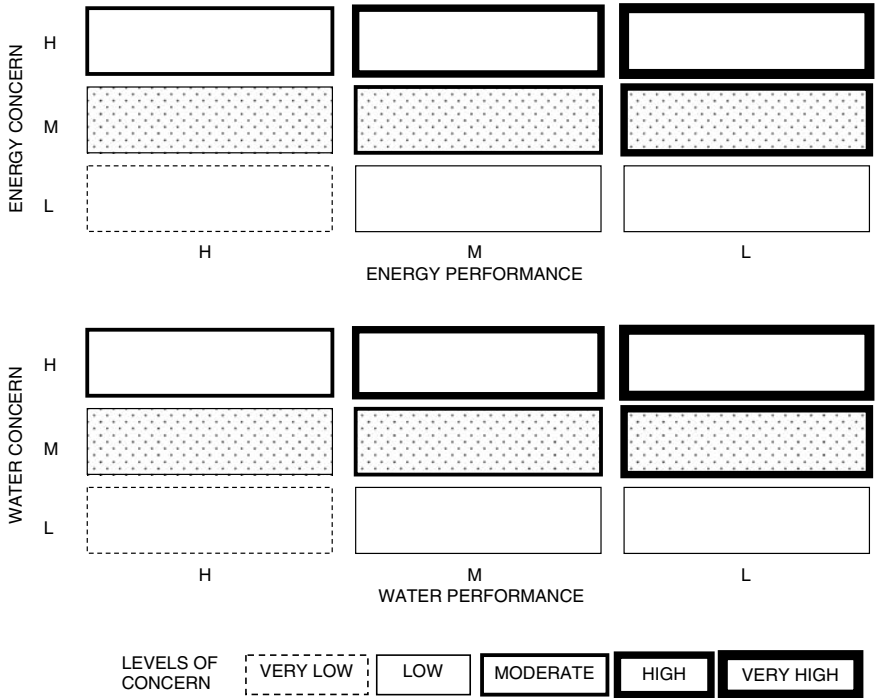 ENERGY CONCERN
H
M
L
H M L
ENERGY PERFORMANCE
WATER CONCERN
H
M
L
H M L
WATER PERFORMANCE
LEVELS OF
CONCERN
VERY LOW LOW MODERATE HIGH VERY HIGH